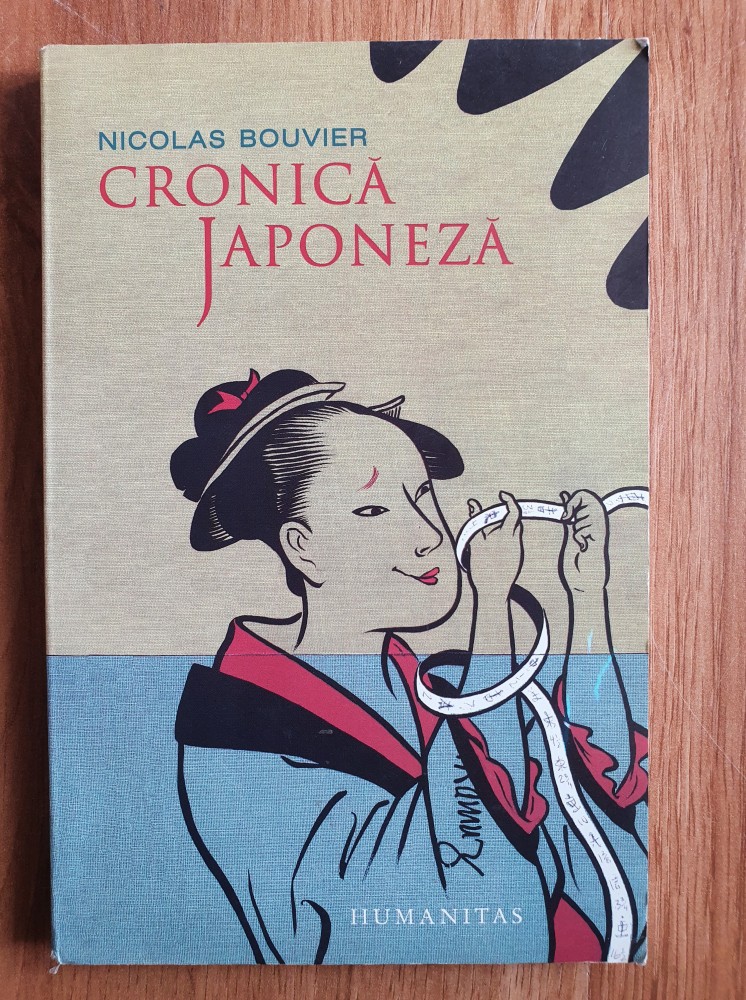 NICOLAS BOUVIER
CRONICĂ
JAPONEZĂ
HUMANITAS